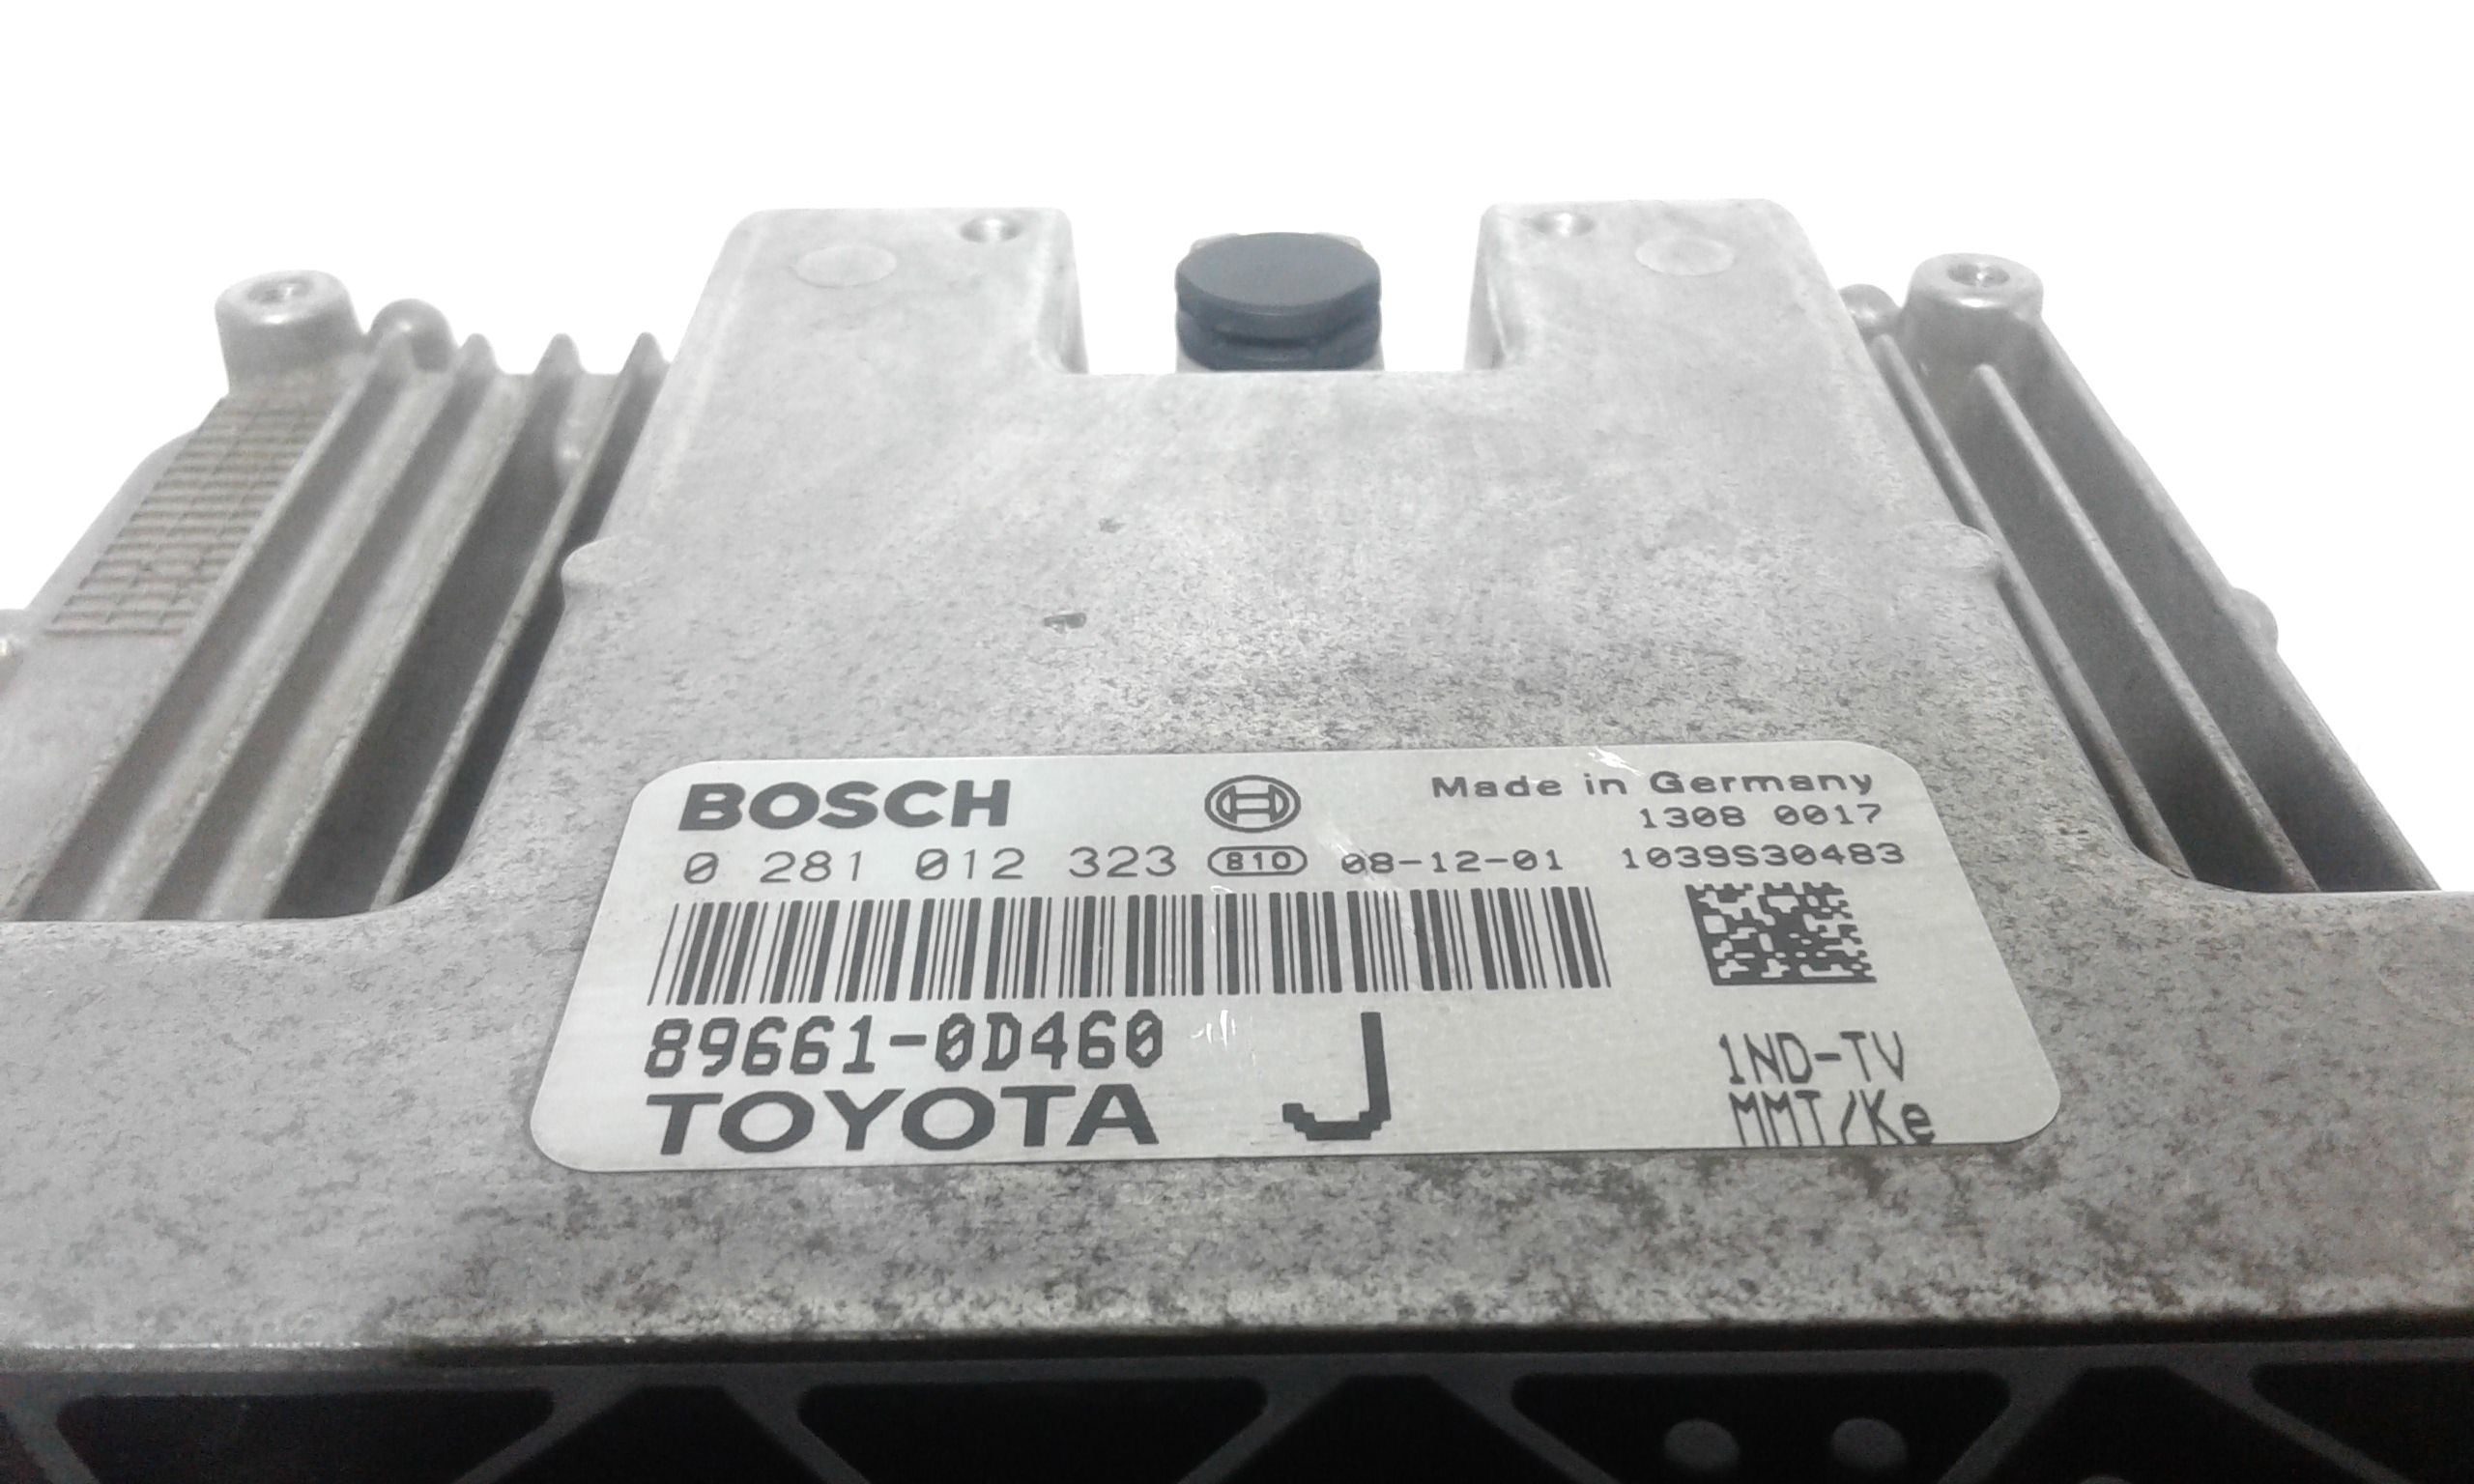 BOSCH
Made in Germany
1308 0017
0 281 012 323 810 08-12-01 1039S30483
89661-0D460
J
1ND-TV
TOYOTA
MMT/Ke